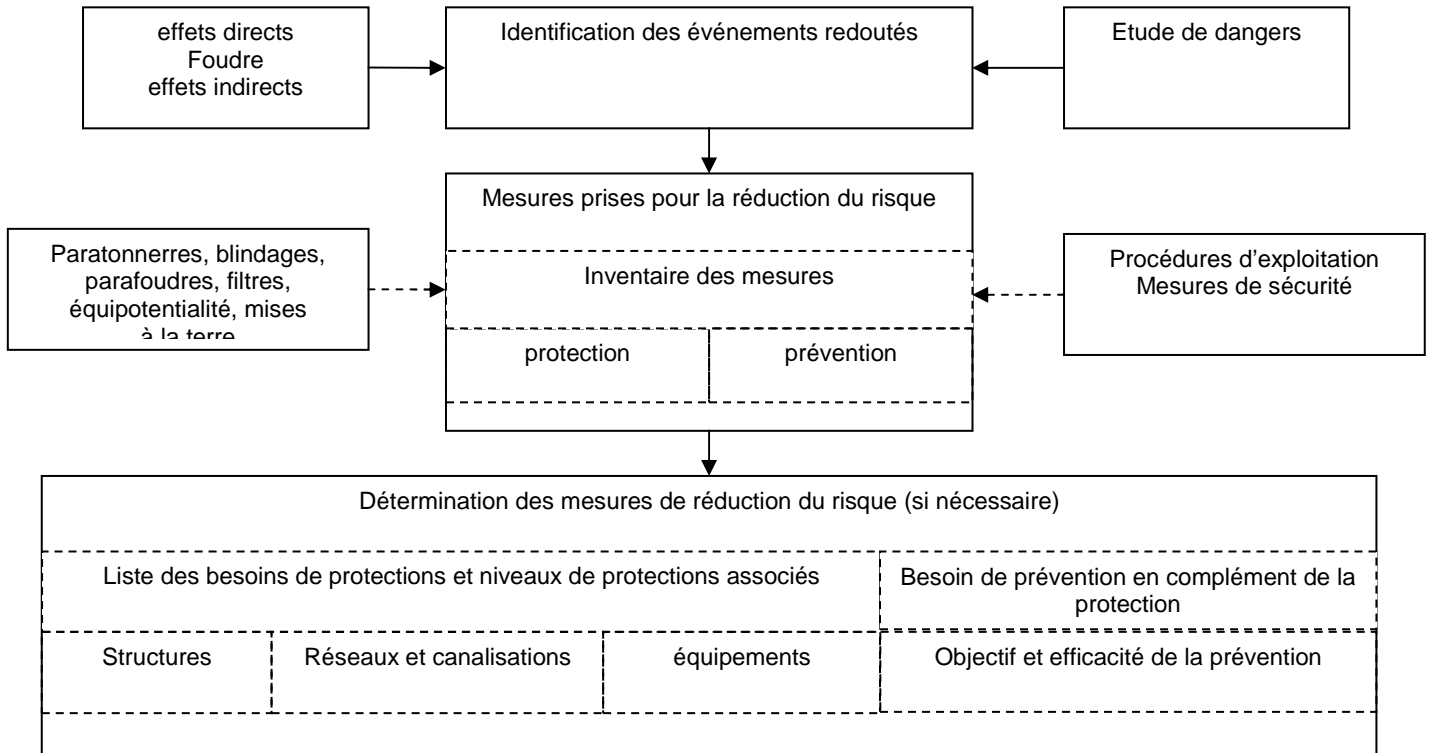 effets directs
Foudre
effets indirects
Identification des événements redoutés
Etude de dangers
Mesures prises pour la réduction du risque
Paratonnerres, blindages,
parafoudres, filtres,
équipotentialité, mises
à la terre
Inventaire des mesures
Procédures d’exploitation
Mesures de sécurité
protection
prévention
Détermination des mesures de réduction du risque (si nécessaire)
Liste des besoins de protections et niveaux de protections associés
Besoin de prévention en complément de la
protection
Structures
Réseaux et canalisations
équipements
Objectif et efficacité de la prévention